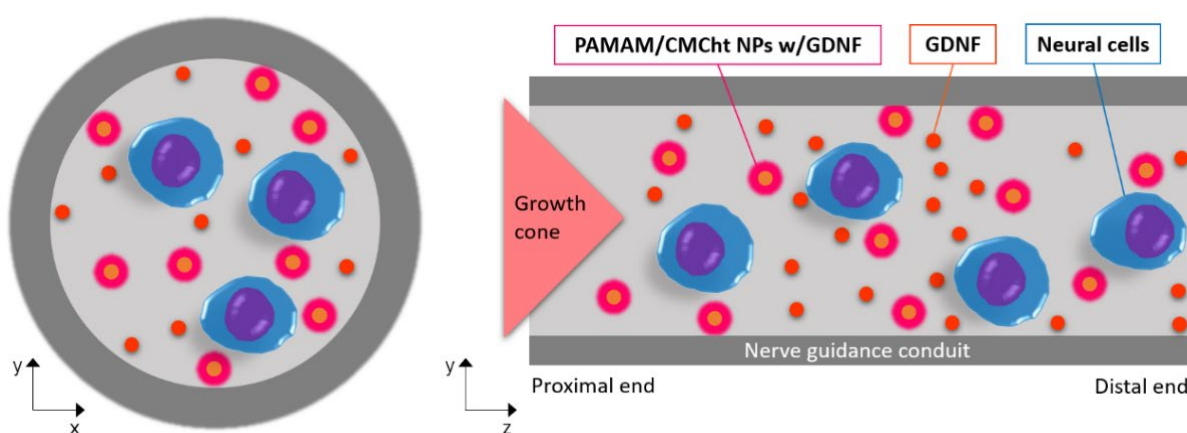 PAMAM/CMCht NPs w/GDNF
GDNF
Neural cells
Growth
cone
Nerve guidance conduit
Proximal end
Distal end
y
x
y
z